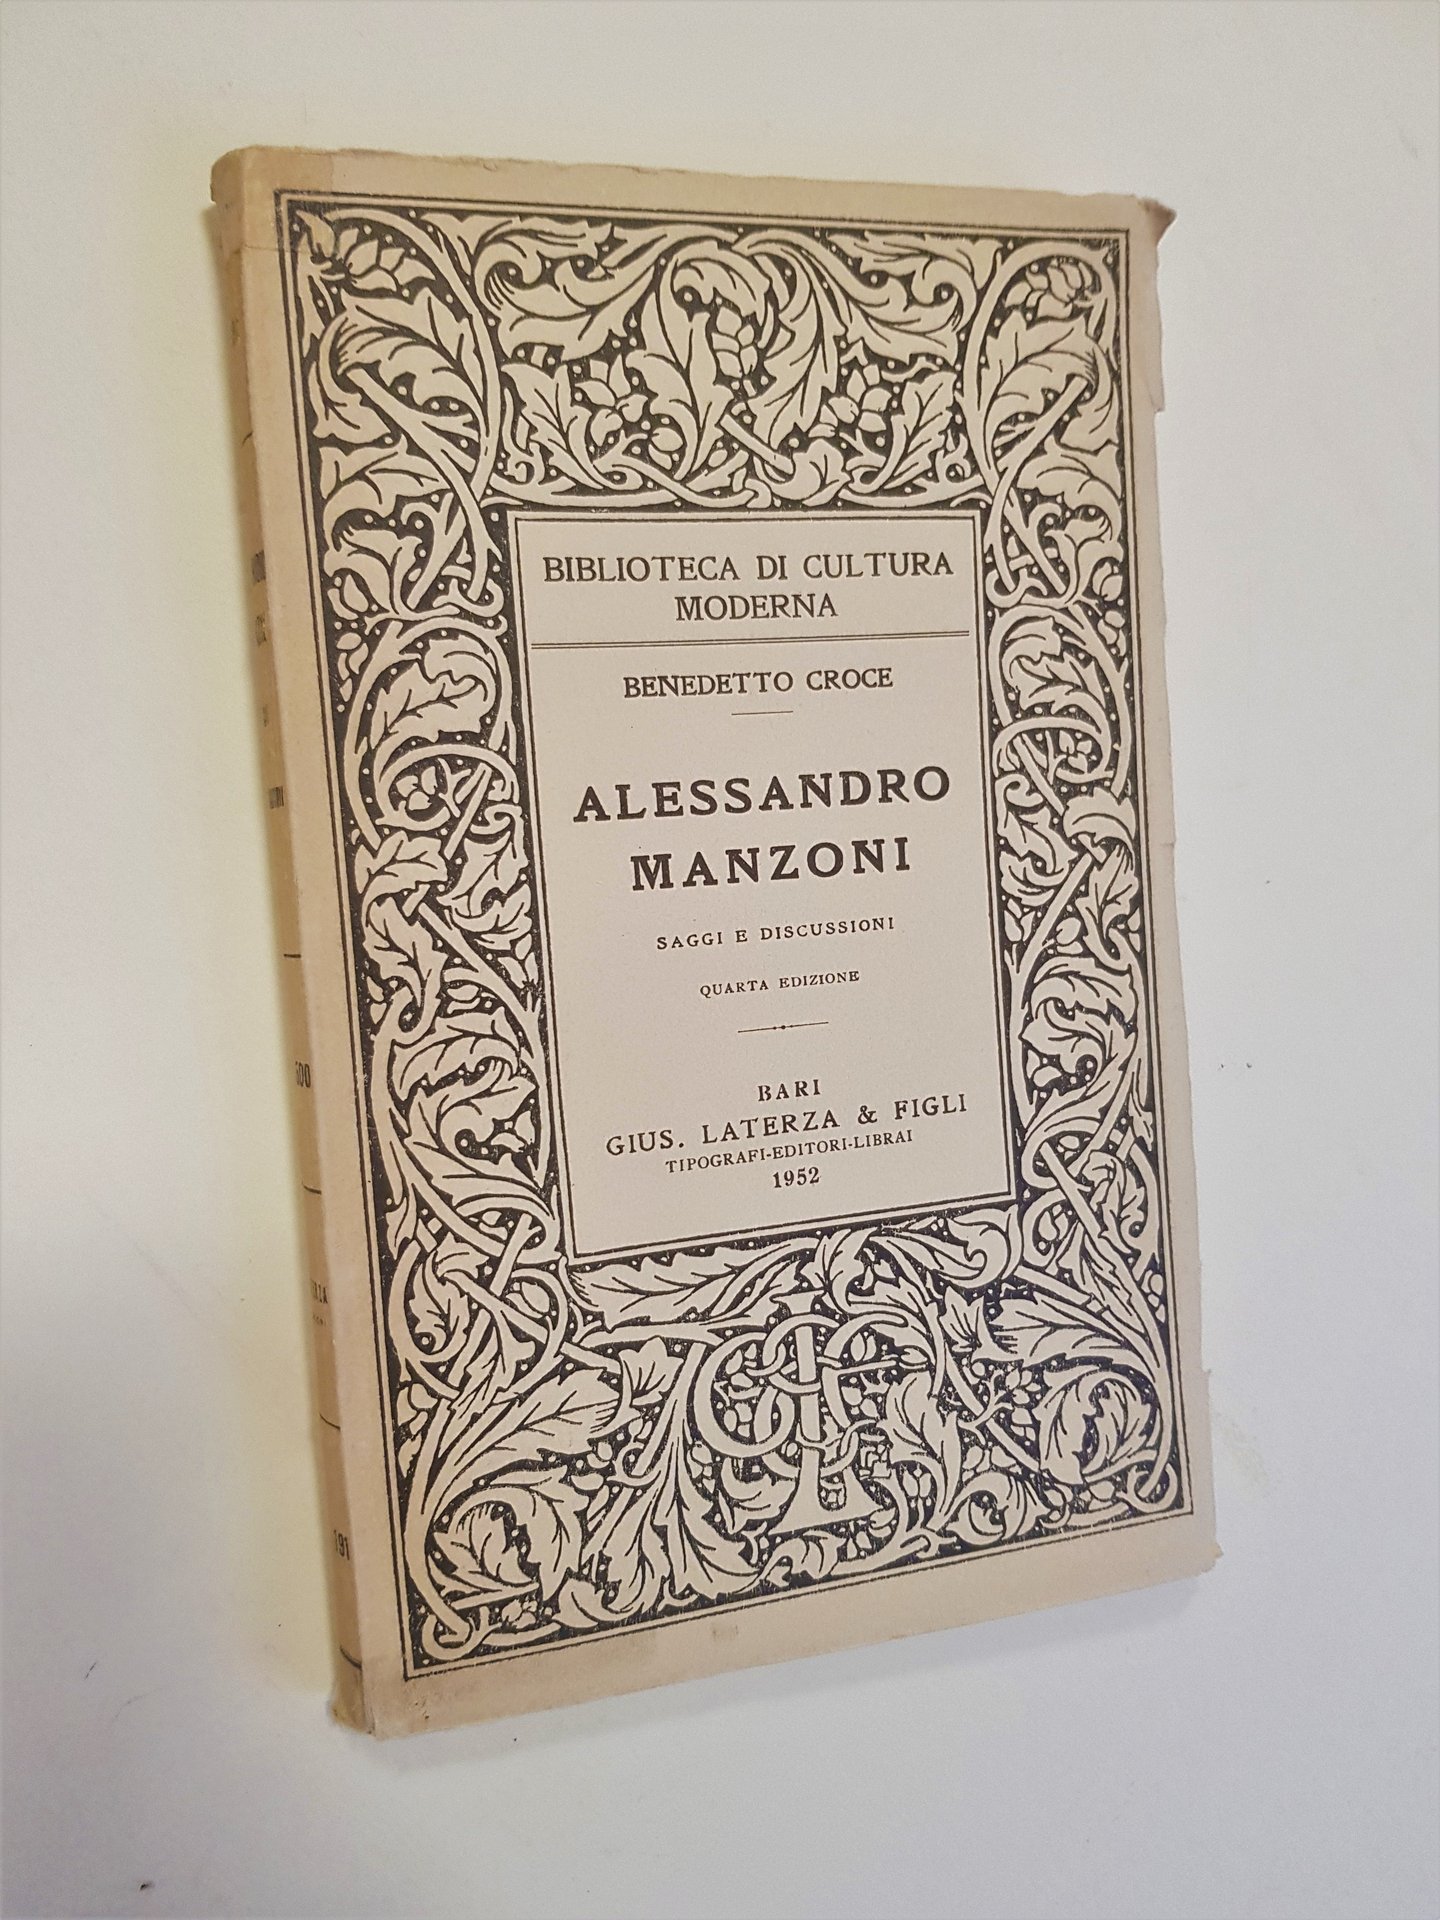 BIBLIOTECA DI CULTURA
MODERNA
BENEDETTO CROCE
ALESSANDRO
MANZONI
SAGGI E DISCUSSIONI
QUARTA EDIZIONE
BARI
GIUS. LATERZA & FIGLI
TIPOGRAFI-EDITORI-LIBRAI
1952
191